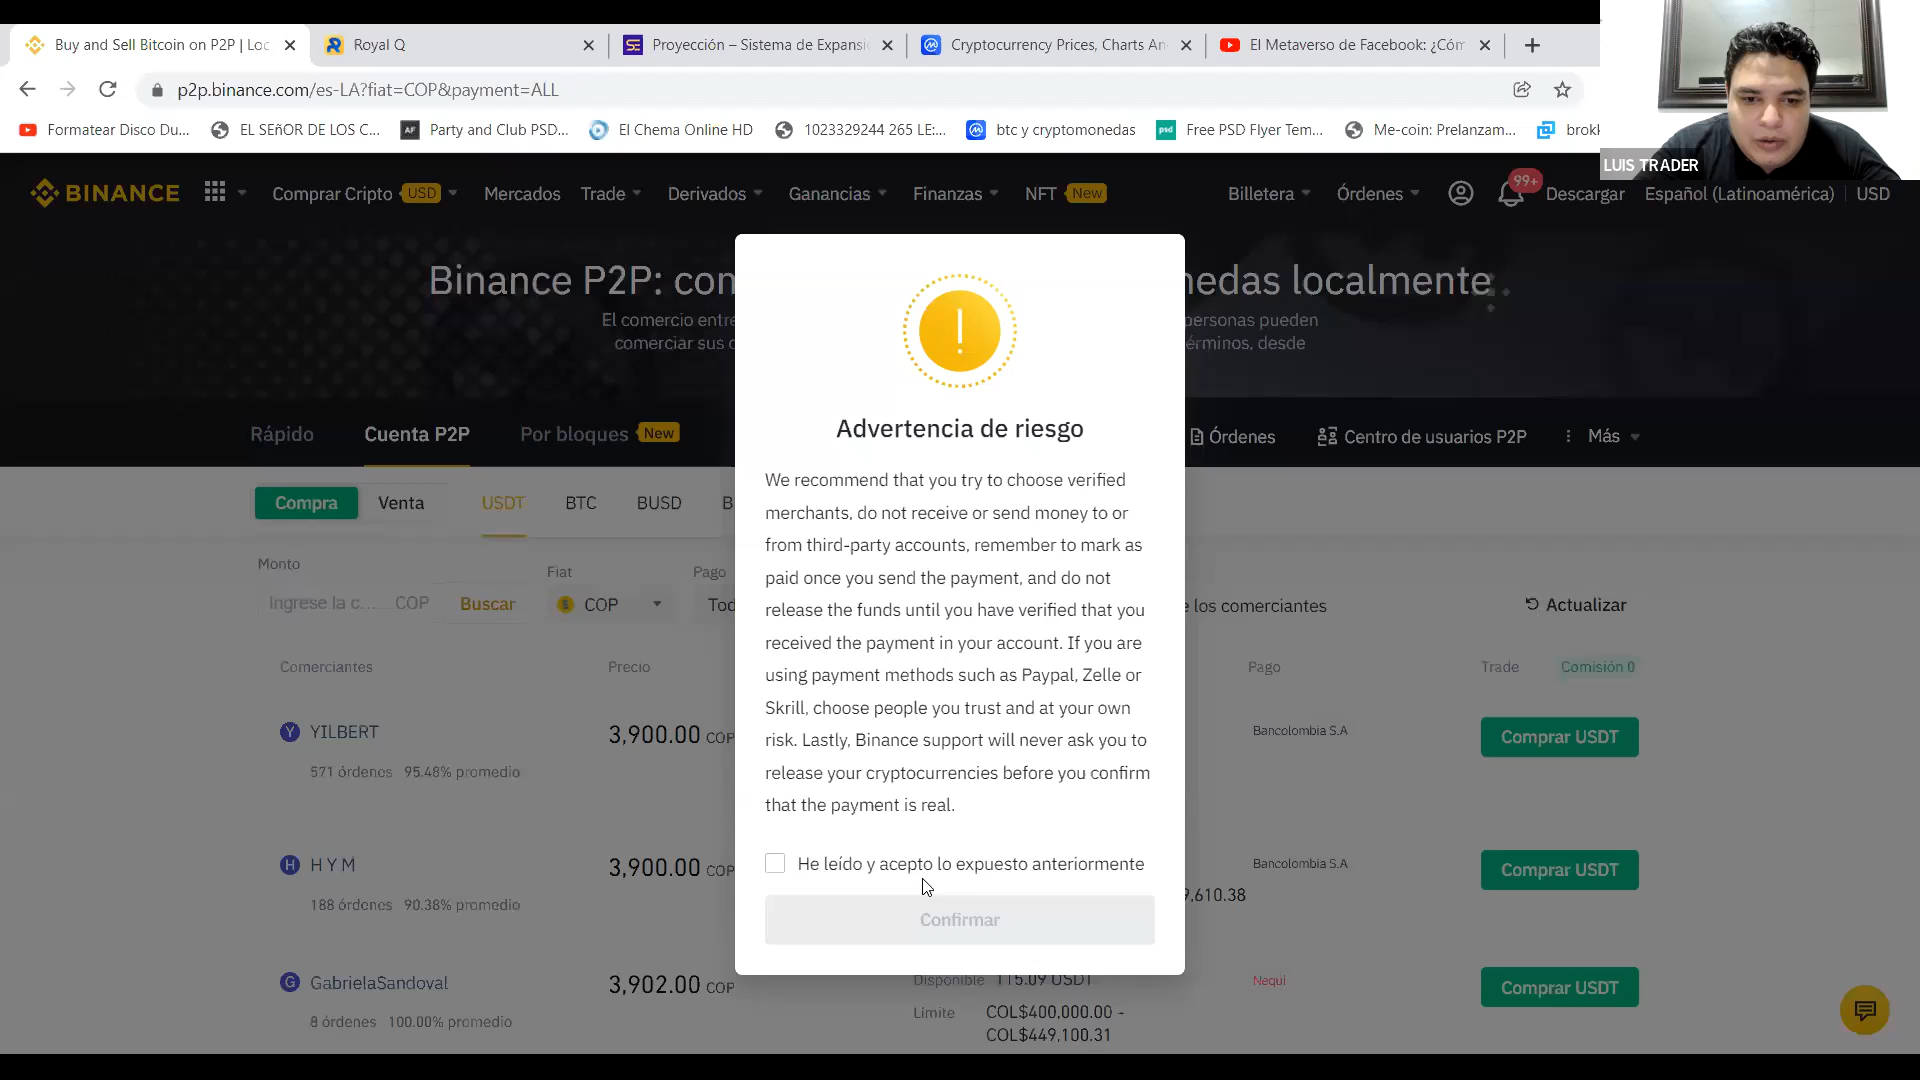 Buy and Sell Bitcoin on P2P | Loc
Royal Q
Proyección – Sistema de Expansi
Cryptocurrency Prices, Charts An
El Metaverso de Facebook: ¿Cóm
p2p.binance.com/es-LA?fiat=COP&payment=ALL
Formatear Disco Du...
EL SEñOR DE LOS C...
AF
Party and Club PSD...
El Chema Online HD
1023329244 265 LE:...
btc y cryptomonedas
psd
Free PSD Flyer Tem...
Me-coin: Prelanzam...
brokk
LUIS TRADER
BINANCE
Comprar Cripto USD
Mercados
Trade
Derivados
Ganancias
Finanzas
NFT New
Billetera
Órdenes
99+
Descargar
Español (Latinoamérica)
USD
Binance P2P: con
nedas localmente
El comercio entre
personas pueden
comerciar sus c
érminos, desde
Rápido
Cuenta P2P
Por bloques New
Órdenes
Centro de usuarios P2P
Más
Compra
Venta
USDT
BTC
BUSD
B
Monto
Ingrese la c... COP Buscar
Fiat
COP
Pago
Tod
e los comerciantes
Actualizar
Comerciantes
Precio
Pago
Trade
Comisión 0
Y YILBERT
571 órdenes 95.48% promedio
3,900.00 COP
Bancolombia S.A
Comprar USDT
H H Y M
188 órdenes 90.38% promedio
3,900.00 COP
9,610.38
Bancolombia S.A
Comprar USDT
G GabrielaSandoval
8 órdenes 100.00% promedio
3,902.00 COP
Disponible 115.09 USDT
Límite COL$400,000.00 -
COL$449,100.31
Nequi
Comprar USDT
Advertencia de riesgo
We recommend that you try to choose verified
merchants, do not receive or send money to or
from third-party accounts, remember to mark as
paid once you send the payment, and do not
release the funds until you have verified that you
received the payment in your account. If you are
using payment methods such as Paypal, Zelle or
Skrill, choose people you trust and at your own
risk. Lastly, Binance support will never ask you to
release your cryptocurrencies before you confirm
that the payment is real.
He leído y acepto lo expuesto anteriormente
Confirmar